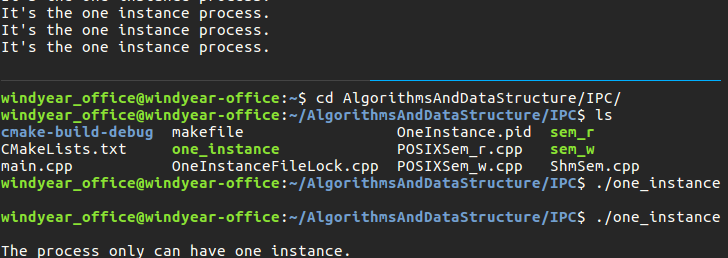 It's the one instance process.
It's the one instance process.
It's the one instance process.
It's the one instance process.
windyear_office@windyear-office:~$ cd AlgorithmsAndDataStructure/IPC/
windyear_office@windyear-office:~/AlgorithmsAndDataStructure/IPC$ ls
cmake-build-debug makefile OneInstance.pid sem_r
CMakeLists.txt one_instance POSIXSem_r.cpp sem_w
main.cpp OneInstanceFileLock.cpp POSIXSem_w.cpp ShmSem.cpp
windyear_office@windyear-office:~/AlgorithmsAndDataStructure/IPC$ ./one_instance
windyear_office@windyear-office:~/AlgorithmsAndDataStructure/IPC$ ./one_instance
The process only can have one instance.